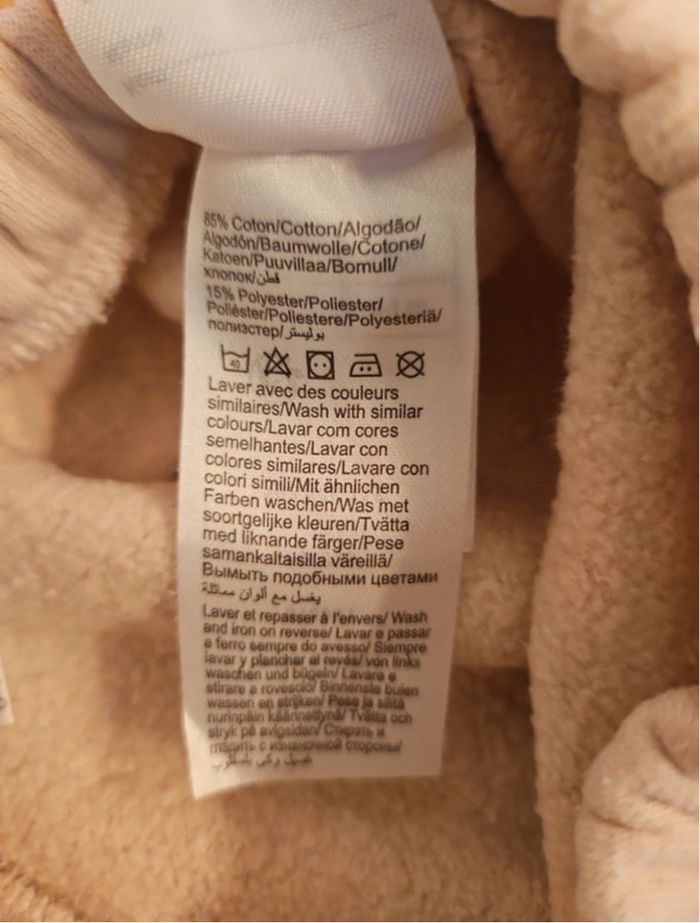 85% Coton/Cotton/Algodão/
Algodón/Baumwolle/Cotone/
Katoen/Puuvillaa/Bomull/
хлопок/قطن
15% Polyester/Poliester/
Poliéster/Poliestere/Polyesteriä/
полиэстер/بوليستر
40
Laver avec des couleurs
similaires/Wash with similar
colours/Lavar com cores
semelhantes/Lavar con
colores similares/Lavare con
colori simili/Mit ähnlichen
Farben waschen/Was met
soortgelijke kleuren/Tvätta
med liknande färger/Pese
samankaltaisilla väreillä/
Вымыть подобными цветами
يغسل مع ألوان مماثلة
Laver et repasser à l'envers/ Wash
and iron on reverse/ Lavar e passar
a ferro sempre do avesso/ Siempre
lavar y planchar al revés/ von links
waschen und bügeln/ Lavare e
stirare a rovescio/ Binnenste buien
wassen en strijken/ Pese ja silitä
nurinpäin käännettynä/ Tvätta och
stryk på avigsidan/ Стирать и
гладить с изнаночной стороны/